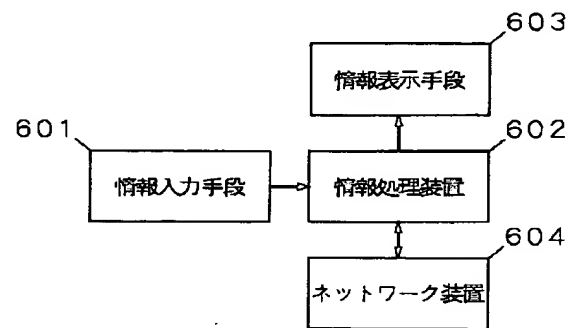 603
情報表示手段
601
602
情報入力手段
情報処理装置
604
ネットワーク装置